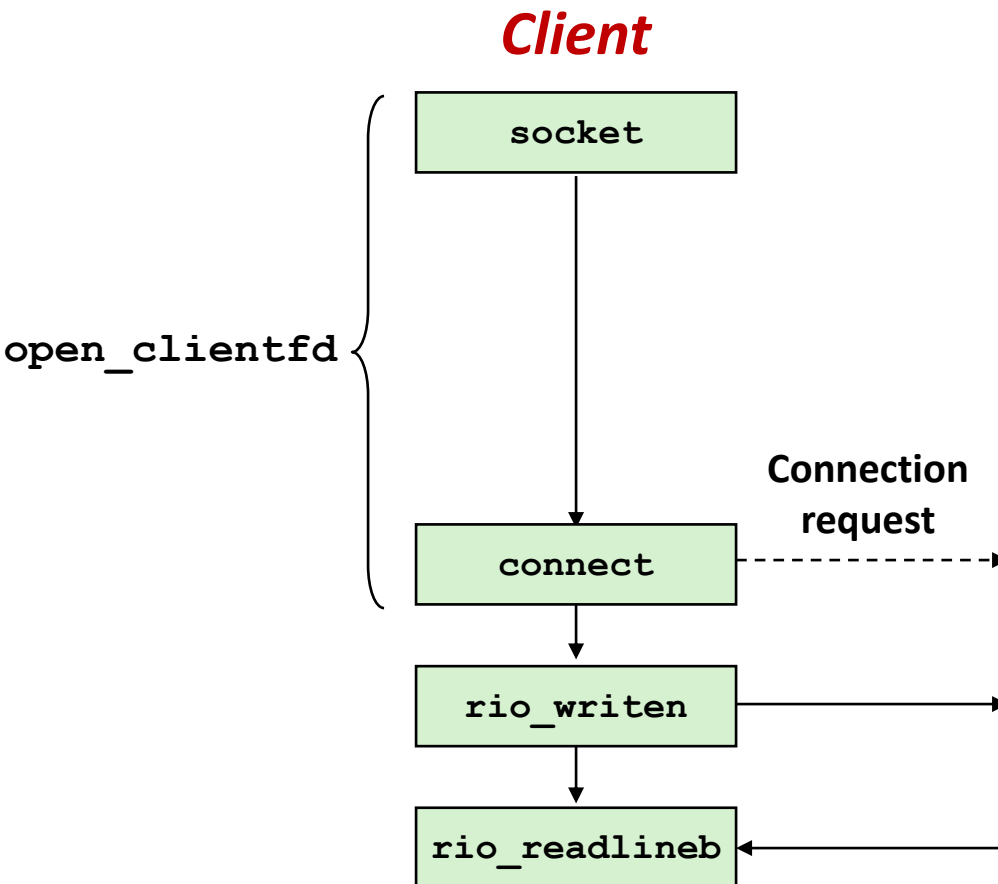 Client
socket
open_clientfd
Connection
request
connect
rio_writen
rio_readlineb